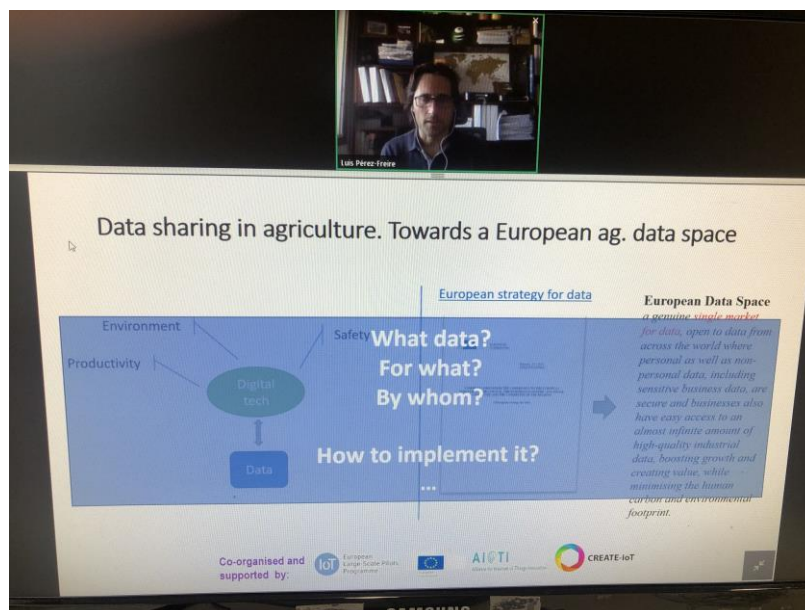 Luis Pérez-Freire
Data sharing in agriculture. Towards a European ag. data space
European strategy for data
Environment
Safety
Productivity
Digital
tech
Data
What data?
For what?
By whom?
How to implement it?
...
European Data Space
a genuine single market
for data, open to data from
across the world where
personal as well as non-
personal data, including
sensitive business data, are
secure and businesses also
have easy access to an
almost infinite amount of
high-quality industrial
data, boosting growth and
creating value, while
minimising the human
carbon and environmental
footprint.
Co-organised and
supported by:
IoT
European
Large-Scale Pilots
Programme
AIOTI
CREATE-IoT
SAMSUNG